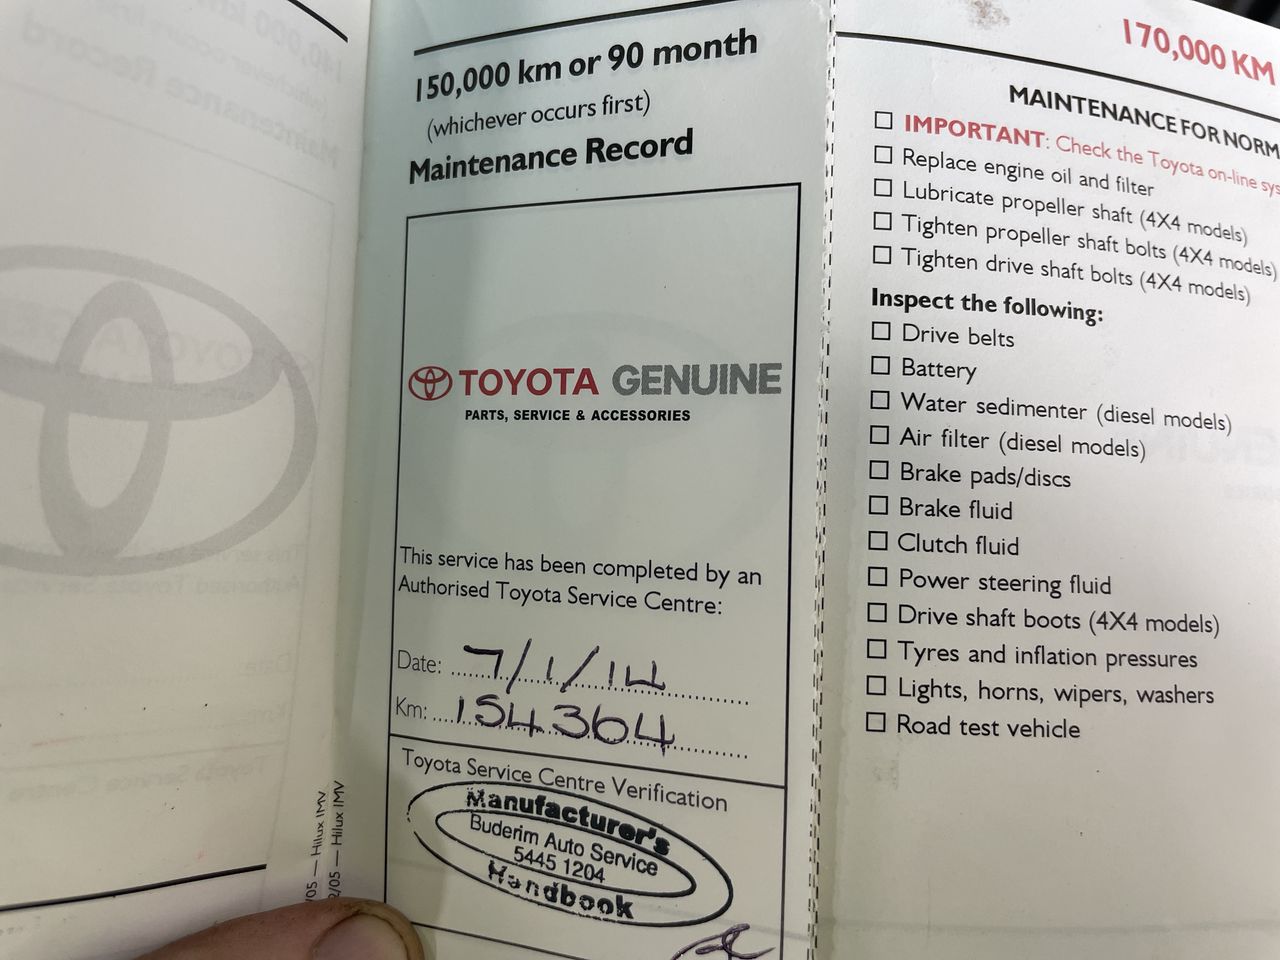 150,000 km or 90 month
(whichever occurs first)
Maintenance Record
TOYOTA GENUINE
PARTS, SERVICE & ACCESSORIES
This service has been completed by an
Authorised Toyota Service Centre:
Date: 7/1/14
Km: 154364
Toyota Service Centre Verification
Manufacturer's
Buderim Auto Service
5445 1204
Handbook
/05 — Hilux IMV
2/05 — Hilux IMV
170,000 KM
MAINTENANCE FOR NORM
IMPORTANT: Check the Toyota on-line sys
Replace engine oil and filter
Lubricate propeller shaft (4X4 models)
Tighten propeller shaft bolts (4X4 models)
Tighten drive shaft bolts (4X4 models)
Inspect the following:
Drive belts
Battery
Water sedimenter (diesel models)
Air filter (diesel models)
Brake pads/discs
Brake fluid
Clutch fluid
Power steering fluid
Drive shaft boots (4X4 models)
Tyres and inflation pressures
Lights, horns, wipers, washers
Road test vehicle